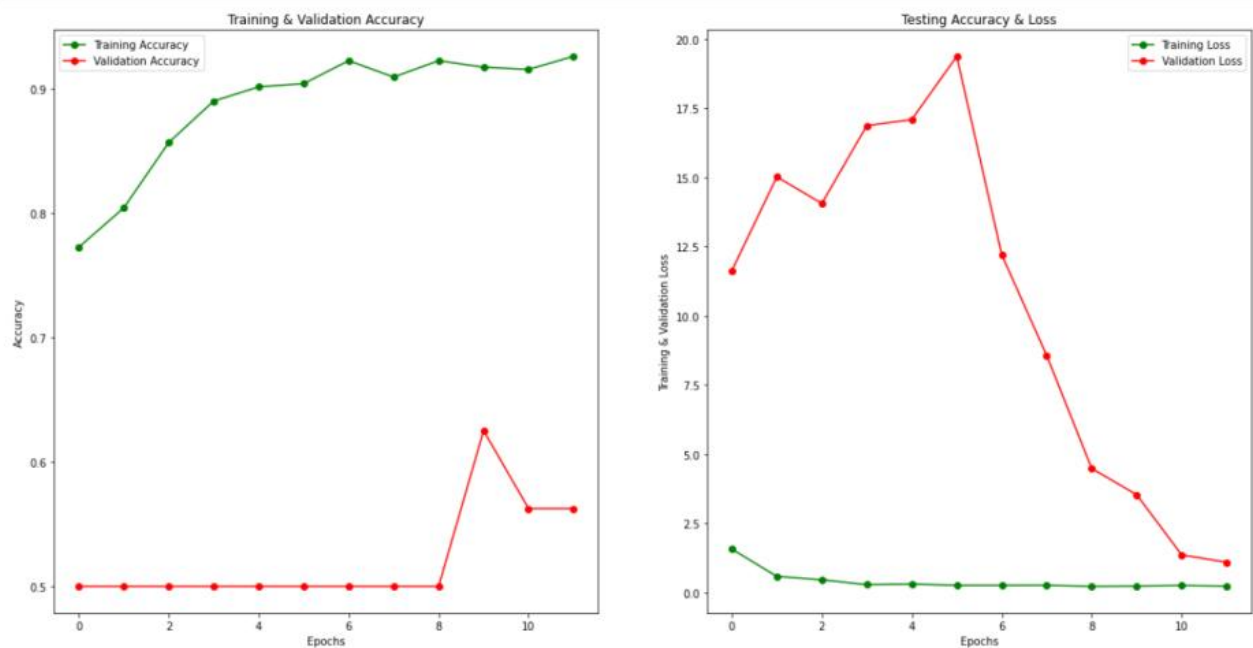 Training & Validation Accuracy
Training Accuracy
Validation Accuracy
0.9
0.8
0.7
0.6
0.5
Accuracy
0 2 4 6 8 10
Epochs
Testing Accuracy & Loss
Training Loss
Validation Loss
20.0
17.5
15.0
12.5
10.0
7.5
5.0
2.5
0.0
Training & Validation Loss
0 2 4 6 8 10
Epochs